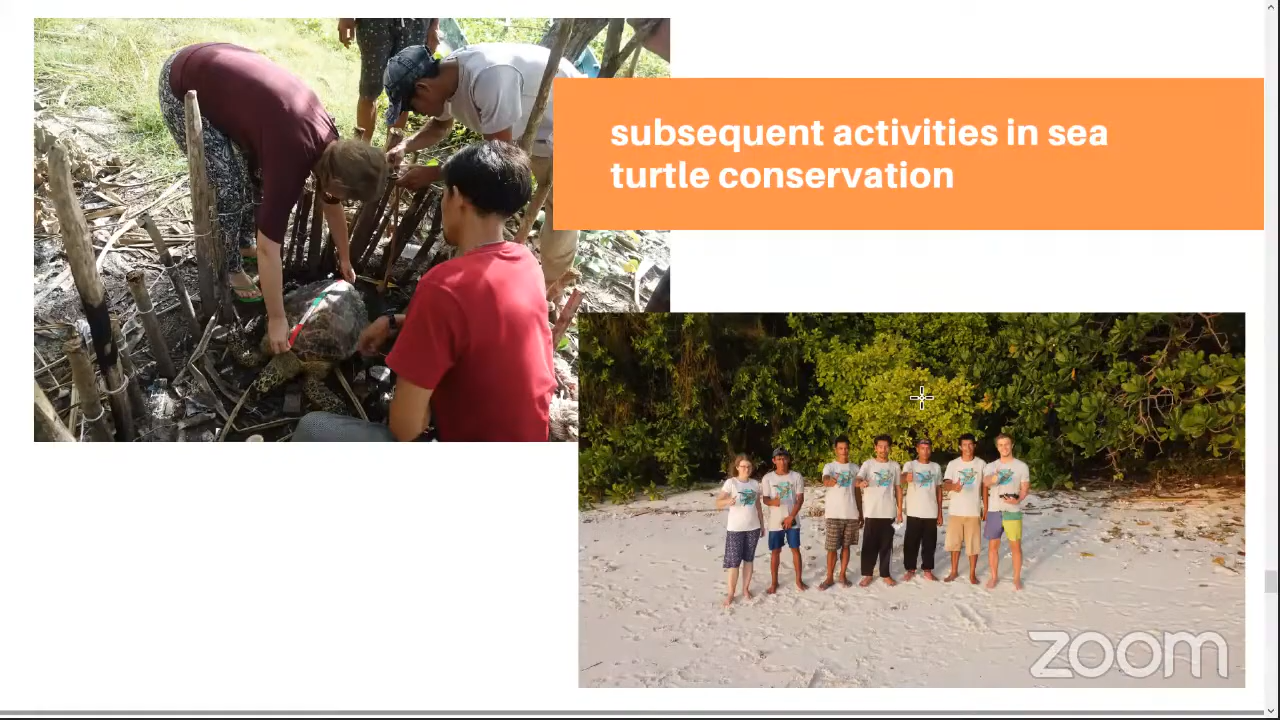 subsequent activities in sea
turtle conservation
zoom